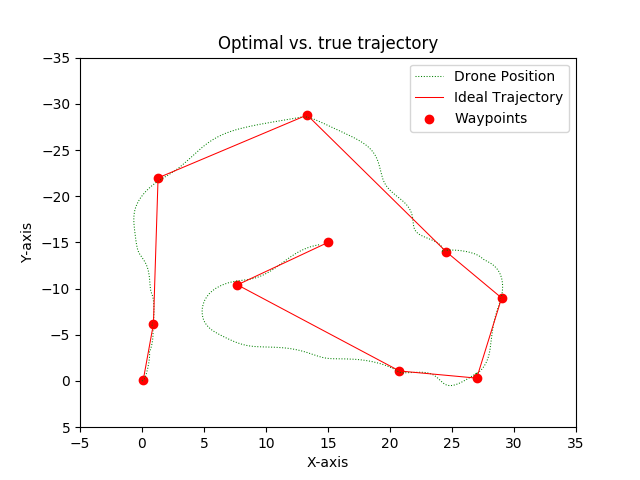 Optimal vs. true trajectory
Drone Position
Ideal Trajectory
Waypoints
Y-axis
−35
−30
−25
−20
−15
−10
−5
0
5
−5 0 5 10 15 20 25 30 35
X-axis